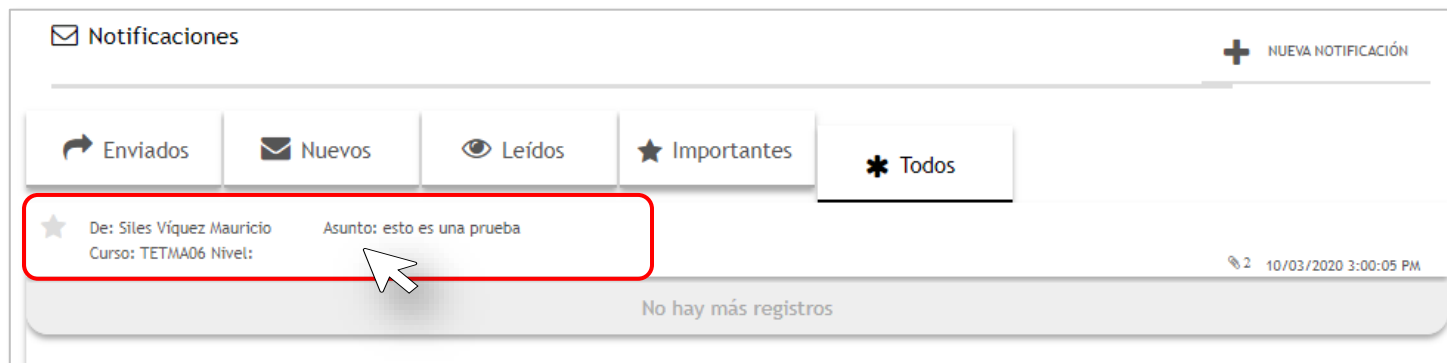 Notificaciones
NUEVA NOTIFICACIÓN
Enviados Nuevos Leídos Importantes Todos
De: Siles Víquez Mauricio Asunto: esto es una prueba
Curso: TETMA06 Nivel:
2 10/03/2020 3:00:05 PM
No hay más registros